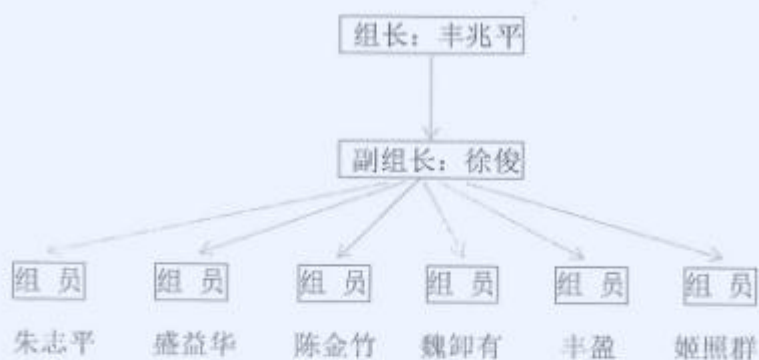 组长：丰兆平
副组长：徐俊
组 员 组 员 组 员 组 员 组 员 组 员
朱志平 盛益华 陈金竹 魏卸有 丰盈 姬照群